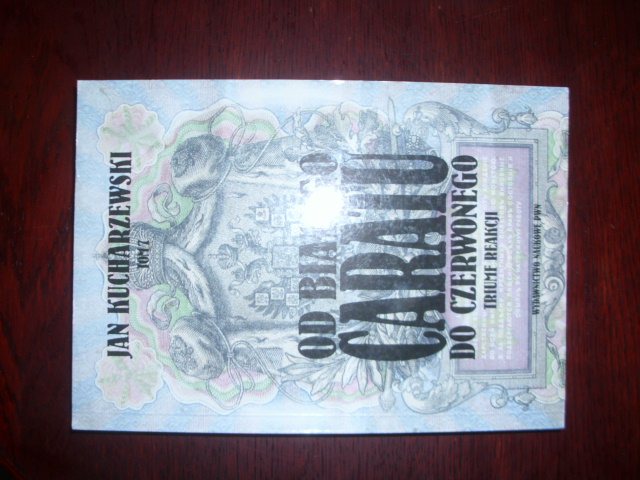 JAN KUCHARZEWSKI
TOM 7
OD BIAŁEGO
CARATU
DO CZERWONEGO
TRIUMF REAKCJI
WYDAWNICTWO NAUKOWE PWN